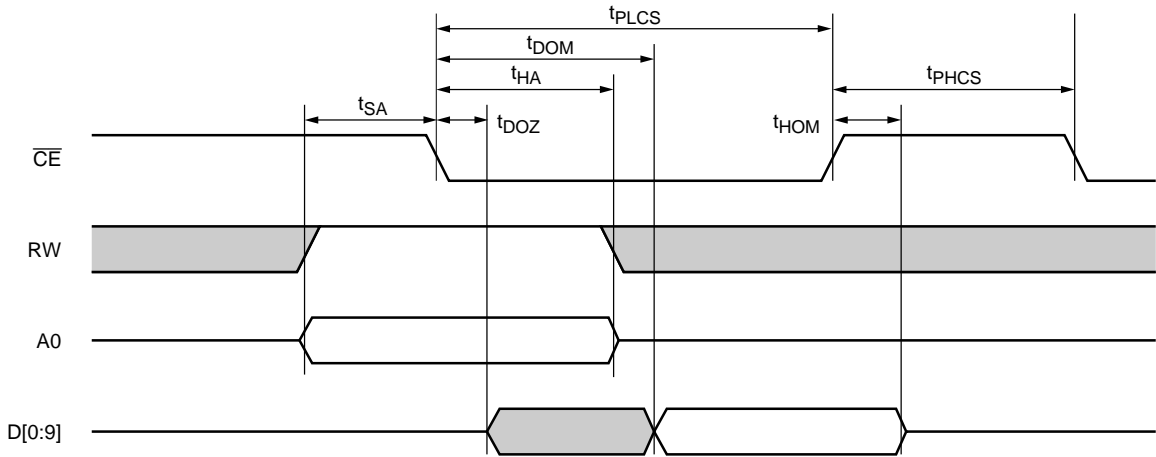 tPLCS
tDOM
tHA
tPHCS
tSA
tDOZ
tHOM
CE
RW
A0
D[0:9]